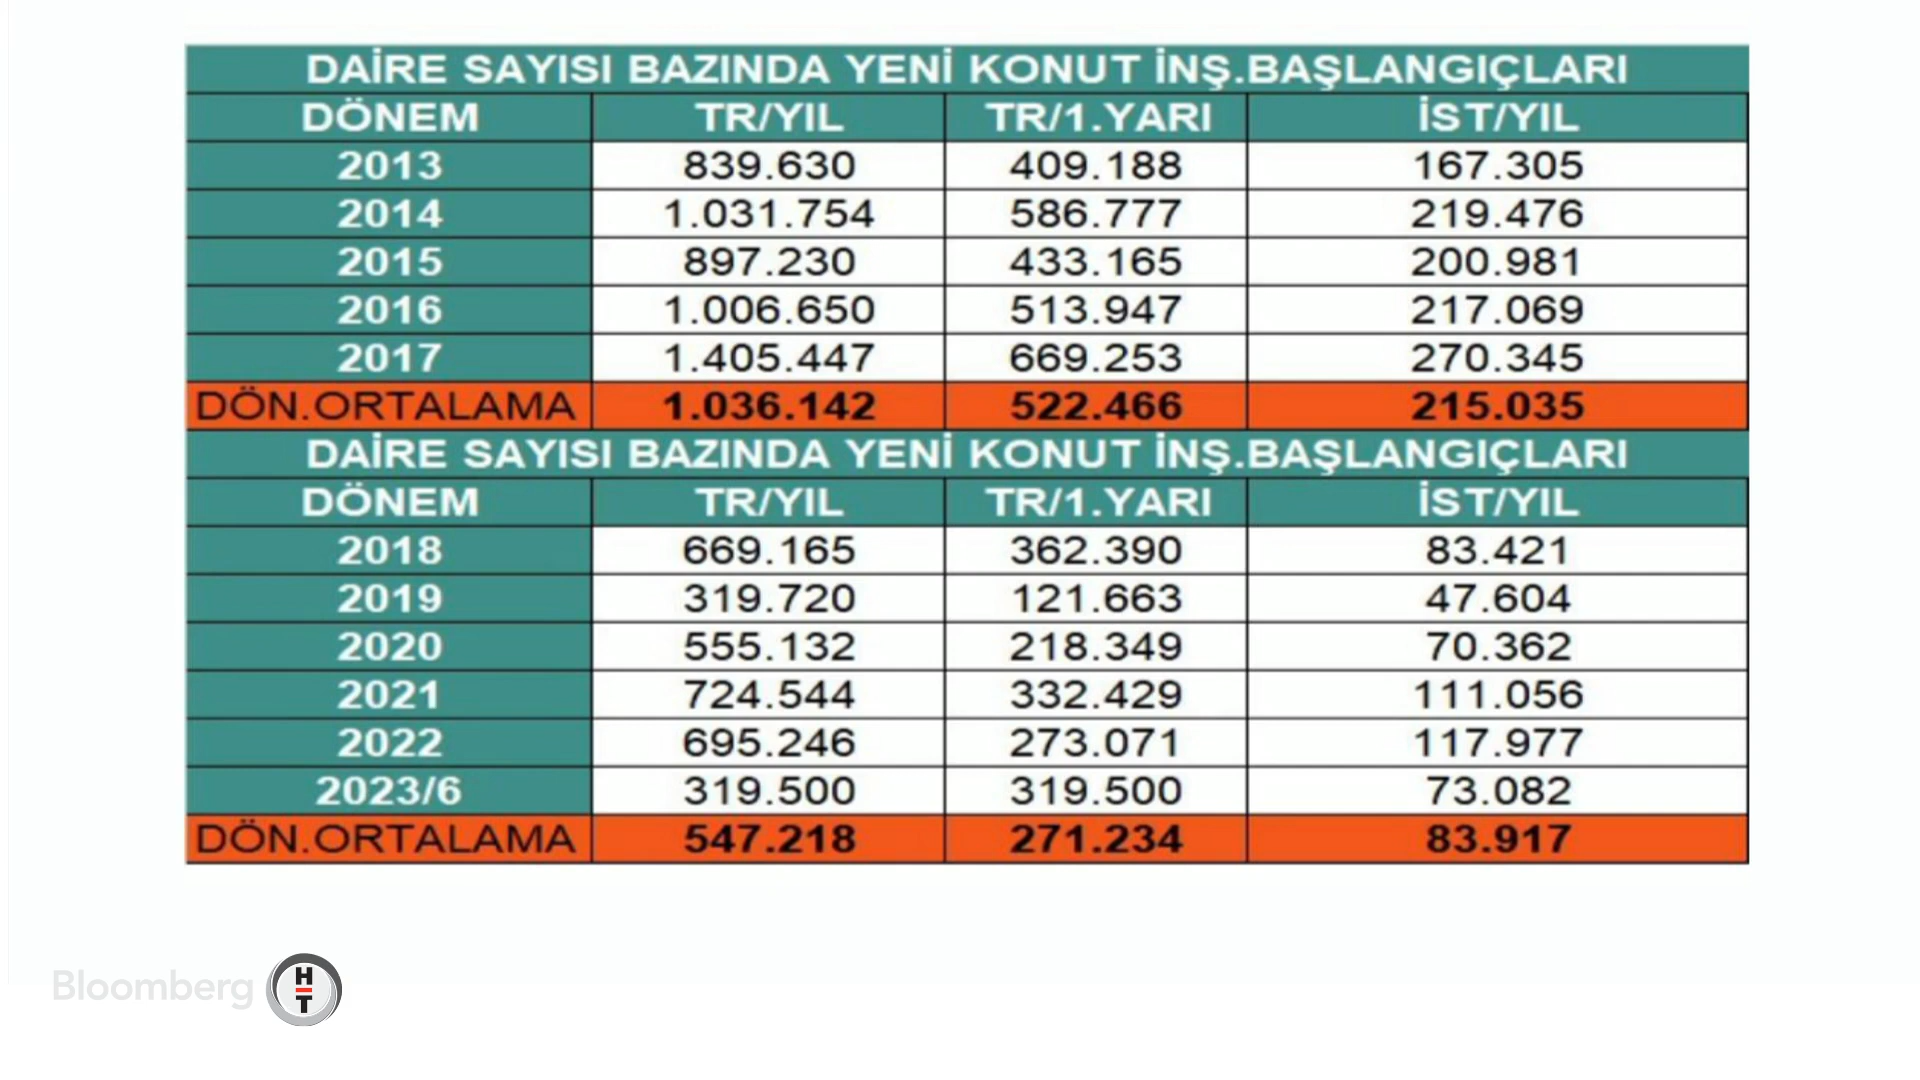 DAİRE SAYISI BAZINDA YENİ KONUT İNŞ.BAŞLANGIÇLARI
DÖNEM TR/YIL TR/1.YARI İST/YIL
2013 839.630 409.188 167.305
2014 1.031.754 586.777 219.476
2015 897.230 433.165 200.981
2016 1.006.650 513.947 217.069
2017 1.405.447 669.253 270.345
DÖN.ORTALAMA 1.036.142 522.466 215.035
DAİRE SAYISI BAZINDA YENİ KONUT İNŞ.BAŞLANGIÇLARI
DÖNEM TR/YIL TR/1.YARI İST/YIL
2018 669.165 362.390 83.421
2019 319.720 121.663 47.604
2020 555.132 218.349 70.362
2021 724.544 332.429 111.056
2022 695.246 273.071 117.977
2023/6 319.500 319.500 73.082
DÖN.ORTALAMA 547.218 271.234 83.917
Bloomberg HT